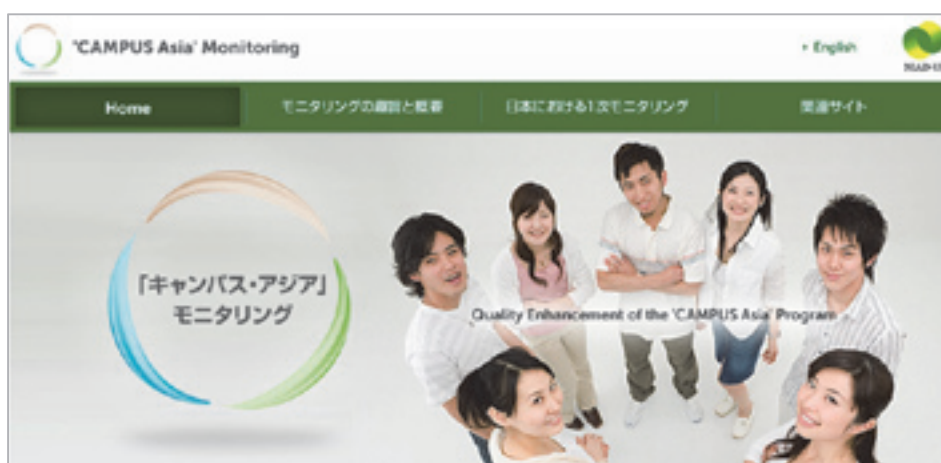 'CAMPUS Asia' Monitoring
English
NIAD-U
Home
モニタリングの趣旨と概要
日本における1次モニタリング
関連サイト
「キャンパス・アジア」
モニタリング
Quality Enhancement of the 'CAMPUS Asia' Program